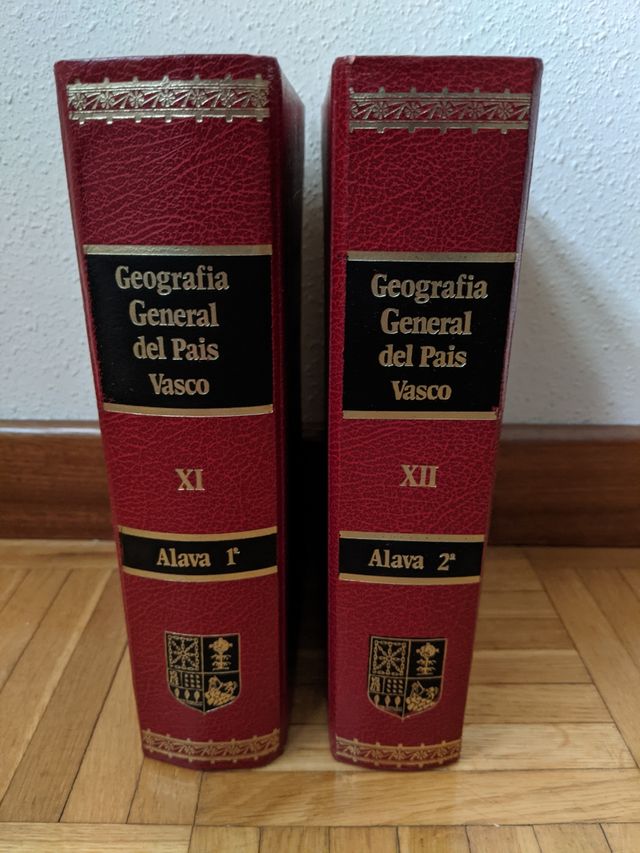 Geografia
General
del Pais
Vasco
XI
Alava 1ª
Geografia
General
del Pais
Vasco
XII
Alava 2ª